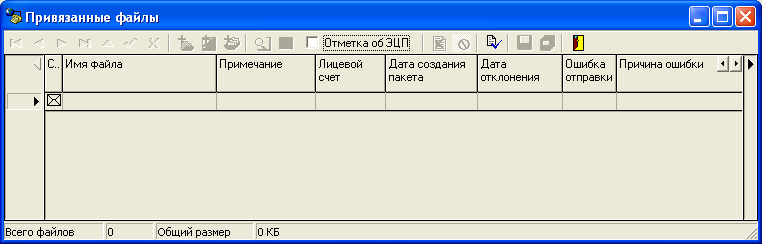 Привязанные файлы
Отметка об ЭЦП
С.. Имя файла Примечание Лицевой счет Дата создания пакета Дата отклонения Ошибка отправки Причина ошибки
Всего файлов 0 Общий размер 0 КБ